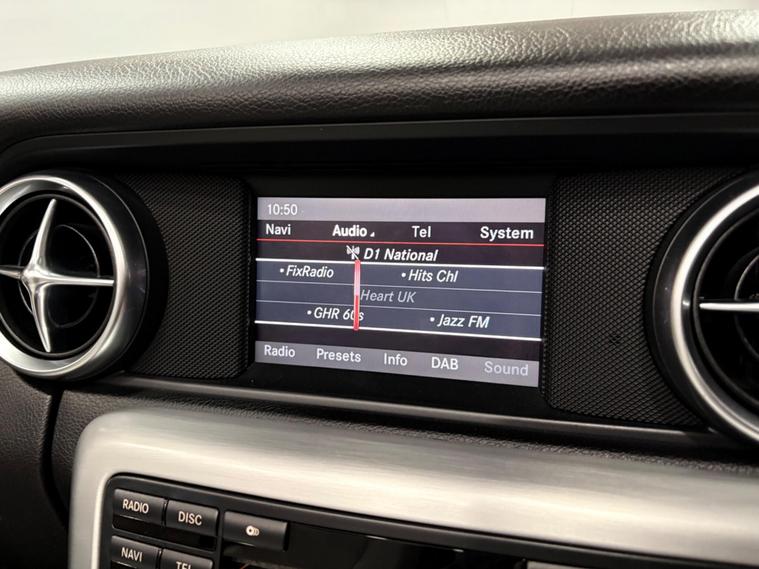 10:50
Navi Audio Tel System
D1 National
•FixRadio •Hits Chl
Heart UK
•GHR 60s •Jazz FM
Radio Presets Info DAB Sound
RADIO DISC
NAVI TEL